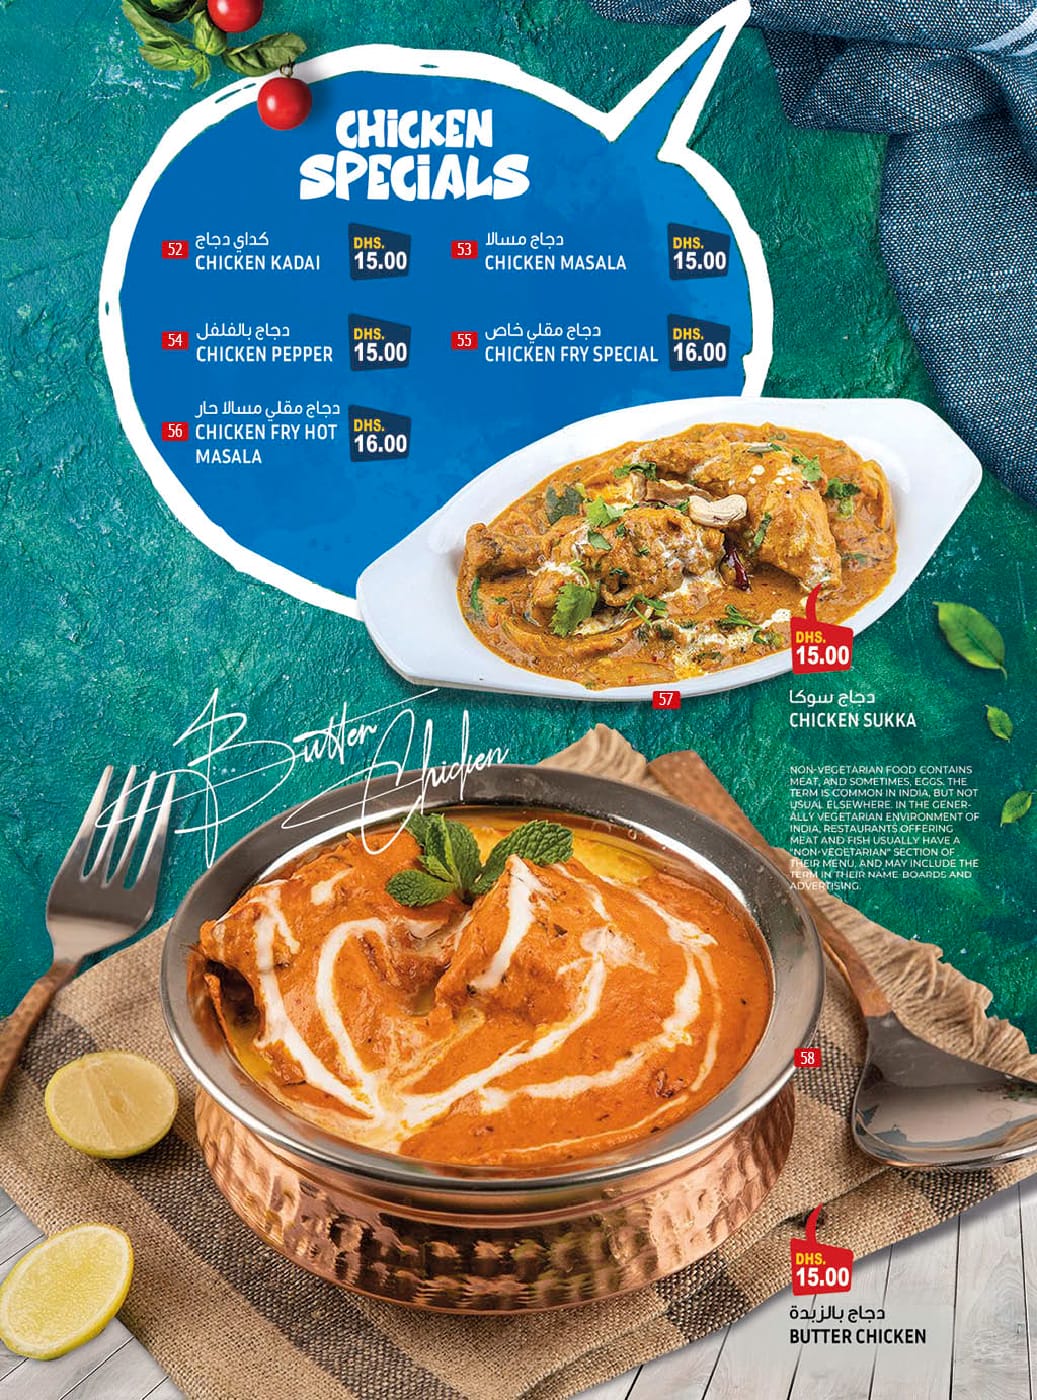 CHICKEN
SPECIALS
52
كداي دجاج
CHICKEN KADAI
DHS.
15.00
53
دجاج مسالا
CHICKEN MASALA
DHS.
15.00
54
دجاج بالفلفل
CHICKEN PEPPER
DHS.
15.00
55
دجاج مقلي خاص
CHICKEN FRY SPECIAL
DHS.
16.00
56
دجاج مقلي مسالا حار
CHICKEN FRY HOT
MASALA
DHS.
16.00
DHS.
15.00
57
دجاج سوكا
CHICKEN SUKKA
Butter
Chicken
NON-VEGETARIAN FOOD CONTAINS
MEAT, AND SOMETIMES, EGGS. THE
TERM IS COMMON IN INDIA, BUT NOT
USUAL ELSEWHERE. IN THE GENER-
ALLY VEGETARIAN ENVIRONMENT OF
INDIA, RESTAURANTS OFFERING
MEAT AND FISH USUALLY HAVE A
"NON-VEGETARIAN" SECTION OF
THEIR MENU, AND MAY INCLUDE THE
TERM IN THEIR NAME-BOARDS AND
ADVERTISING.
58
DHS.
15.00
دجاج بالزبدة
BUTTER CHICKEN